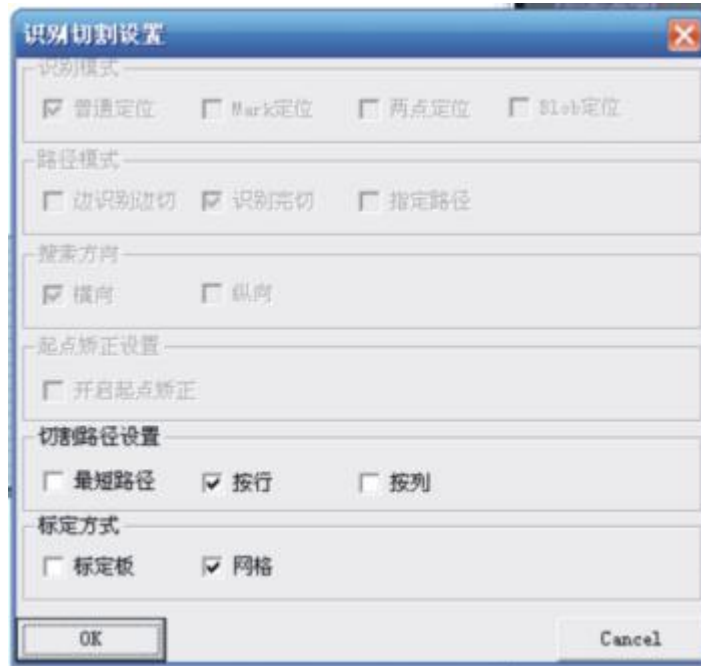 识别切割设置
识别模式
普通定位 Mark定位 两点定位 Blob定位
路径模式
边识别边切 识别完切 指定路径
搜索方向
横向 纵向
起点矫正设置
开启起点矫正
切割路径设置
最短路径 按行 按列
标定方式
标定板 网格
OK Cancel